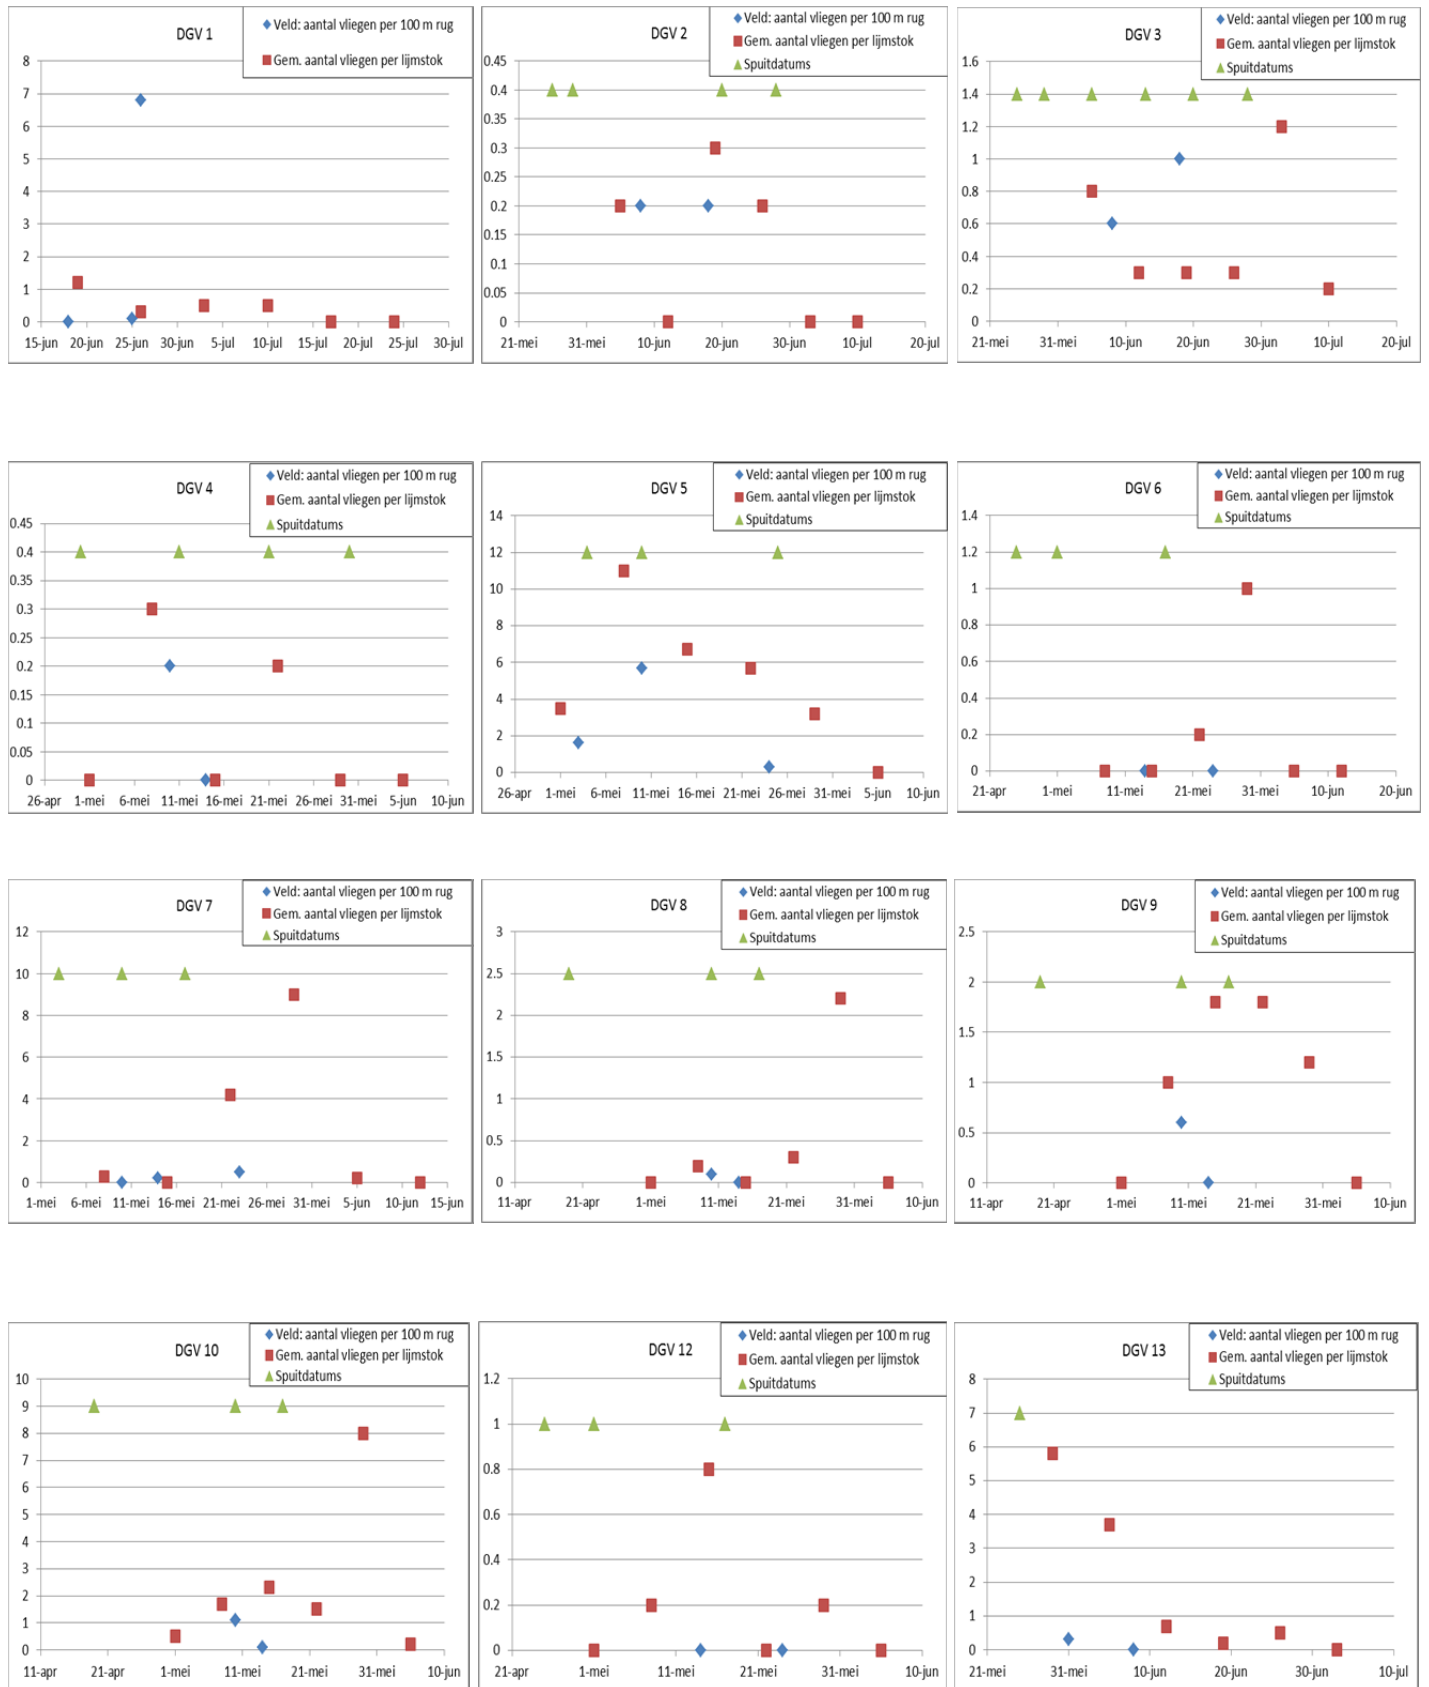 DGV 1
Veld: aantal vliegen per 100 m rug
Gem. aantal vliegen per lijmstok
8
7
6
5
4
3
2
1
0
15-jun 20-jun 25-jun 30-jun 5-jul 10-jul 15-jul 20-jul 25-jul 30-jul
DGV 2
Veld: aantal vliegen per 100 m rug
Gem. aantal vliegen per lijmstok
Spuitdatums
0.45
0.4
0.35
0.3
0.25
0.2
0.15
0.1
0.05
0
21-mei 31-mei 10-jun 20-jun 30-jun 10-jul 20-jul
DGV 3
Veld: aantal vliegen per 100 m rug
Gem. aantal vliegen per lijmstok
Spuitdatums
1.6
1.4
1.2
1
0.8
0.6
0.4
0.2
0
21-mei 31-mei 10-jun 20-jun 30-jun 10-jul 20-jul
DGV 4
Veld: aantal vliegen per 100 m rug
Gem. aantal vliegen per lijmstok
Spuitdatums
0.45
0.4
0.35
0.3
0.25
0.2
0.15
0.1
0.05
0
26-apr 1-mei 6-mei 11-mei 16-mei 21-mei 26-mei 31-mei 5-jun 10-jun
DGV 5
Veld: aantal vliegen per 100 m rug
Gem. aantal vliegen per lijmstok
Spuitdatums
14
12
10
8
6
4
2
0
26-apr 1-mei 6-mei 11-mei 16-mei 21-mei 26-mei 31-mei 5-jun 10-jun
DGV 6
Veld: aantal vliegen per 100 m rug
Gem. aantal vliegen per lijmstok
Spuitdatums
1.4
1.2
1
0.8
0.6
0.4
0.2
0
21-apr 1-mei 11-mei 21-mei 31-mei 10-jun 20-jun
DGV 7
Veld: aantal vliegen per 100 m rug
Gem. aantal vliegen per lijmstok
Spuitdatums
12
10
8
6
4
2
0
1-mei 6-mei 11-mei 16-mei 21-mei 26-mei 31-mei 5-jun 10-jun 15-jun
DGV 8
Veld: aantal vliegen per 100 m rug
Gem. aantal vliegen per lijmstok
Spuitdatums
3
2.5
2
1.5
1
0.5
0
11-apr 21-apr 1-mei 11-mei 21-mei 31-mei 10-jun
DGV 9
Veld: aantal vliegen per 100 m rug
Gem. aantal vliegen per lijmstok
Spuitdatums
2.5
2
1.5
1
0.5
0
11-apr 21-apr 1-mei 11-mei 21-mei 31-mei 10-jun
DGV 10
Veld: aantal vliegen per 100 m rug
Gem. aantal vliegen per lijmstok
Spuitdatums
10
9
8
7
6
5
4
3
2
1
0
11-apr 21-apr 1-mei 11-mei 21-mei 31-mei 10-jun
DGV 12
Veld: aantal vliegen per 100 m rug
Gem. aantal vliegen per lijmstok
Spuitdatums
1.2
1
0.8
0.6
0.4
0.2
0
21-apr 1-mei 11-mei 21-mei 31-mei 10-jun
DGV 13
Veld: aantal vliegen per 100 m rug
Gem. aantal vliegen per lijmstok
Spuitdatums
8
7
6
5
4
3
2
1
0
21-mei 31-mei 10-jun 20-jun 30-jun 10-jul